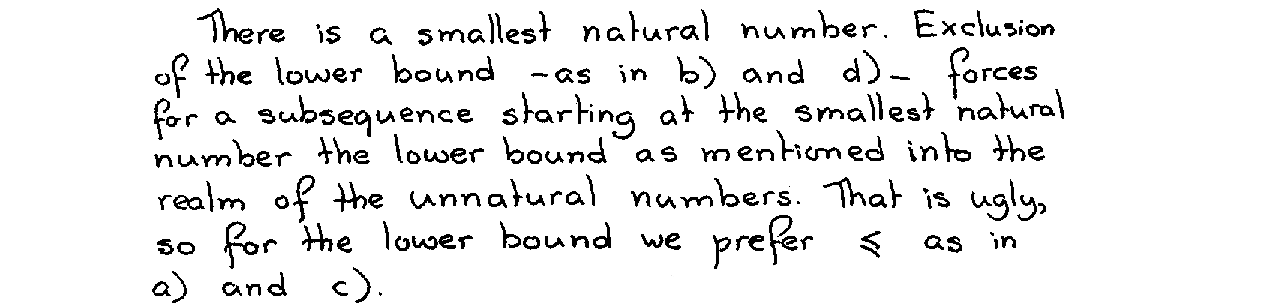 There is a smallest natural number. Exclusion
of the lower bound -as in b) and d)- forces
for a subsequence starting at the smallest natural
number the lower bound as mentioned into the
realm of the unnatural numbers. That is ugly,
so for the lower bound we prefer ≤ as in
a) and c).